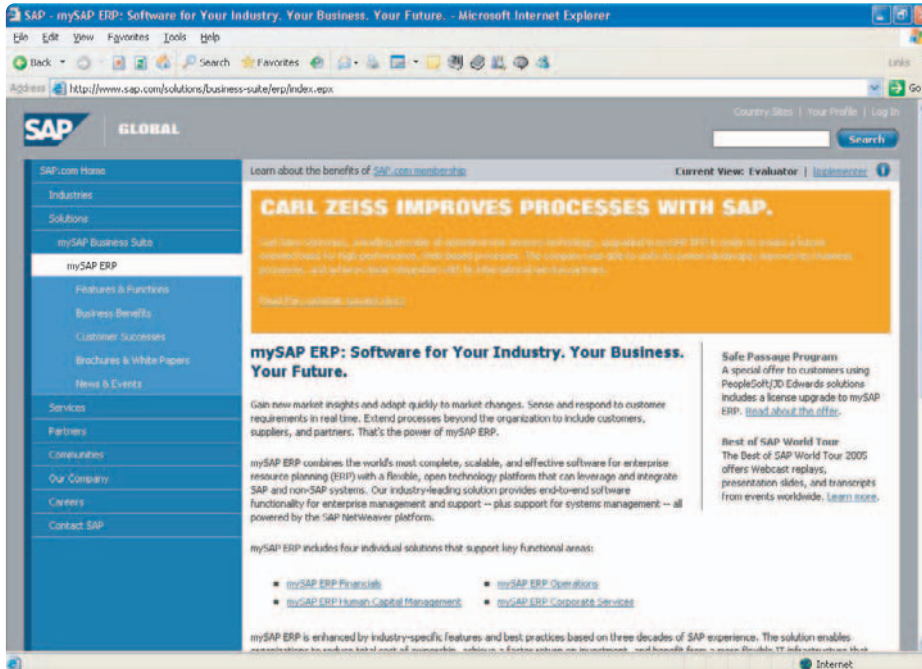 SAP - mySAP ERP: Software for Your Industry. Your Business. Your Future. - Microsoft Internet Explorer
File Edit View Favorites Tools Help
Back Search Favorites
Links
Address http://www.sap.com/solutions/business-suite/erp/index.epx Go
Country Sites | Your Profile | Log In
SAP GLOBAL
Search
SAP.com Home
Industries
Solutions
mySAP Business Suite
mySAP ERP
Features & Functions
Business Benefits
Customer Successes
Brochures & White Papers
News & Events
Services
Partners
Communities
Our Company
Careers
Contact SAP
Learn about the benefits of SAP.com membership
Current View: Evaluator | Implementer
CARL ZEISS IMPROVES PROCESSES WITH SAP.
mySAP ERP: Software for Your Industry. Your Business.
Your Future.
Gain new market insights and adapt quickly to market changes. Sense and respond to customer
requirements in real time. Extend processes beyond the organization to include customers,
suppliers, and partners. That's the power of mySAP ERP.
mySAP ERP combines the world's most complete, scalable, and effective software for enterprise
resource planning (ERP) with a flexible, open technology platform that can leverage and integrate
SAP and non-SAP systems. Our industry-leading solution provides end-to-end software
functionality for enterprise management and support -- plus support for systems management -- all
powered by the SAP NetWeaver platform.
mySAP ERP includes four individual solutions that support key functional areas:
mySAP ERP Financials
mySAP ERP Human Capital Management
mySAP ERP Operations
mySAP ERP Corporate Services
mySAP ERP is enhanced by industry-specific features and best practices based on three decades of SAP experience. The solution enables
Safe Passage Program
A special offer to customers using
PeopleSoft/JD Edwards solutions
includes a license upgrade to mySAP
ERP. Read about the offer.
Best of SAP World Tour
The Best of SAP World Tour 2005
offers Webcast replays,
presentation slides, and transcripts
from events worldwide. Learn more.
Internet